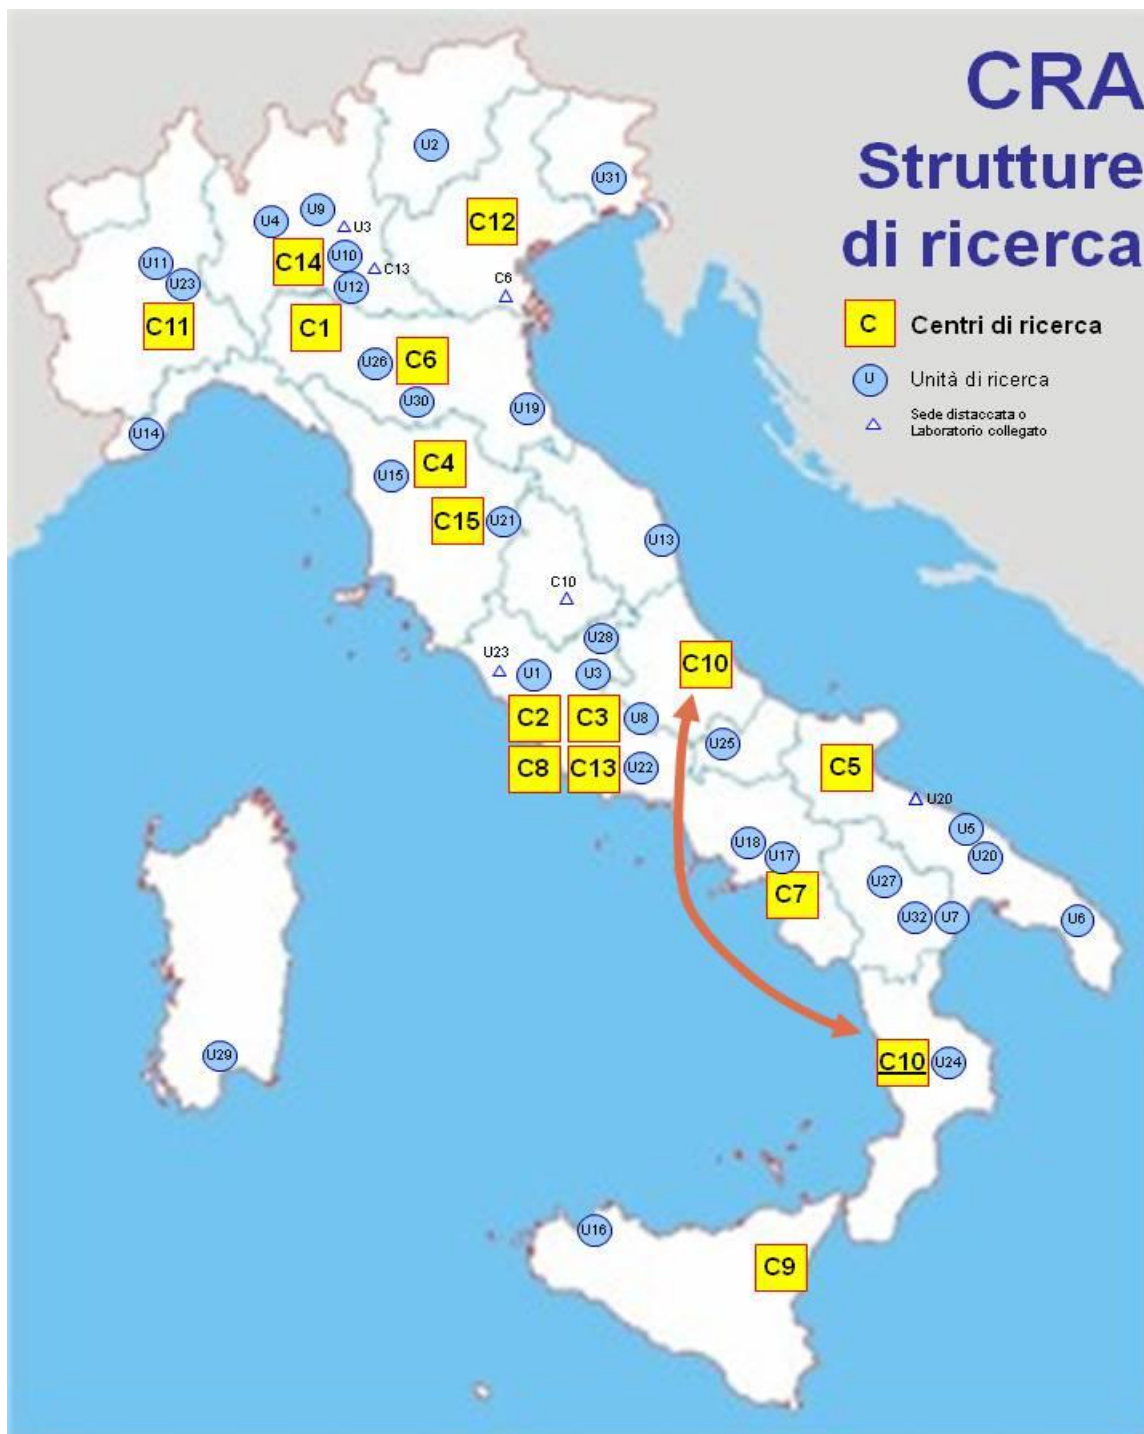 CRA
Strutture
di ricerca
C Centri di ricerca
U Unità di ricerca
Sede distaccata o
Laboratorio collegato
U2
U31
U9
U4
U3
C12
C14
U10
U11
C13
U23
U12
C6
C11
C1
U26
C6
U30
U19
U14
C4
U15
C15
U21
U13
C10
U28
U23
U1
U3
C10
C2
C3
U8
U25
C8
C13
U22
C5
U20
U5
U18
U17
U20
C7
U27
U32
U7
U6
U29
C10
U24
U16
C9